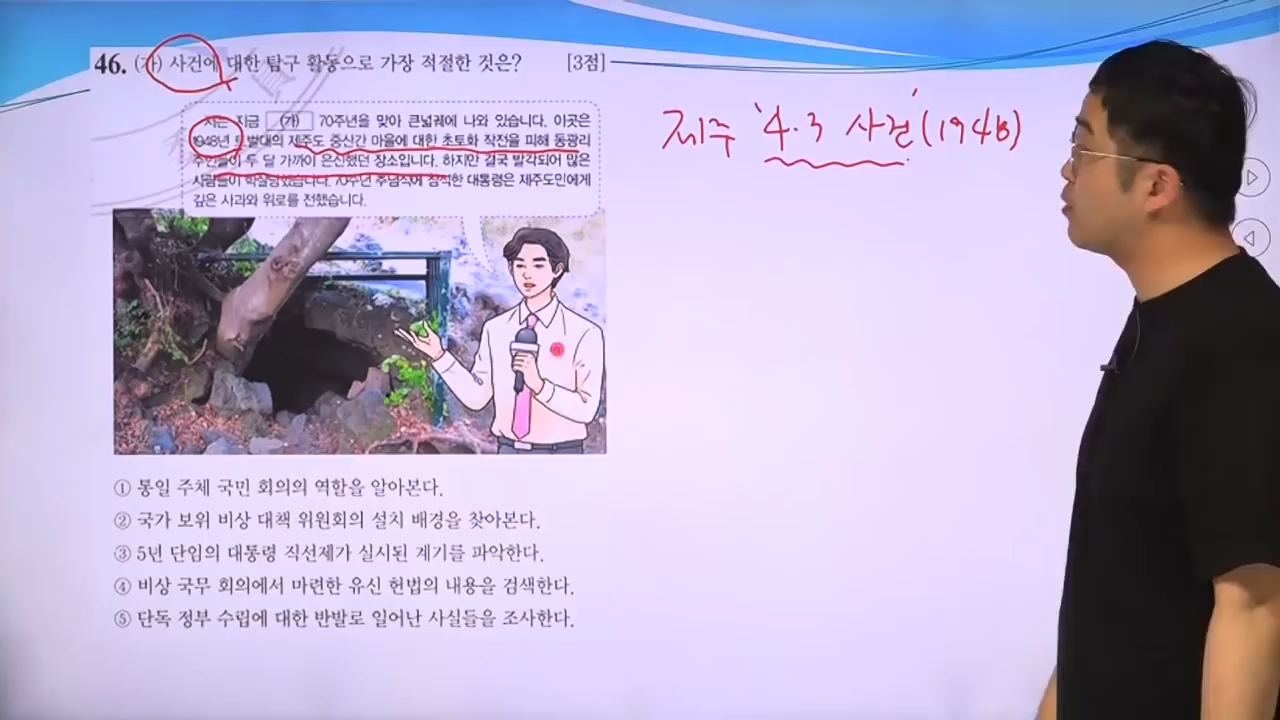 46. (가) 사건에 대한 탐구 활동으로 가장 적절한 것은? [3점]
저는 지금 (가) 70주년을 맞아 큰넓궤에 나와 있습니다. 이곳은
1948년 토벌대의 제주도 중산간 마을에 대한 초토화 작전을 피해 동광리
주민들이 두 달 가까이 은신했던 장소입니다. 하지만 결국 발각되어 많은
사람들이 학살당했습니다. 70주년 추념식에 참석한 대통령은 제주도민에게
깊은 사과와 위로를 전했습니다.
제주 '4·3 사건'(1948)
① 통일 주체 국민 회의의 역할을 알아본다.
② 국가 보위 비상 대책 위원회의 설치 배경을 찾아본다.
③ 5년 단임의 대통령 직선제가 실시된 계기를 파악한다.
④ 비상 국무 회의에서 마련한 유신 헌법의 내용을 검색한다.
⑤ 단독 정부 수립에 대한 반발로 일어난 사실들을 조사한다.